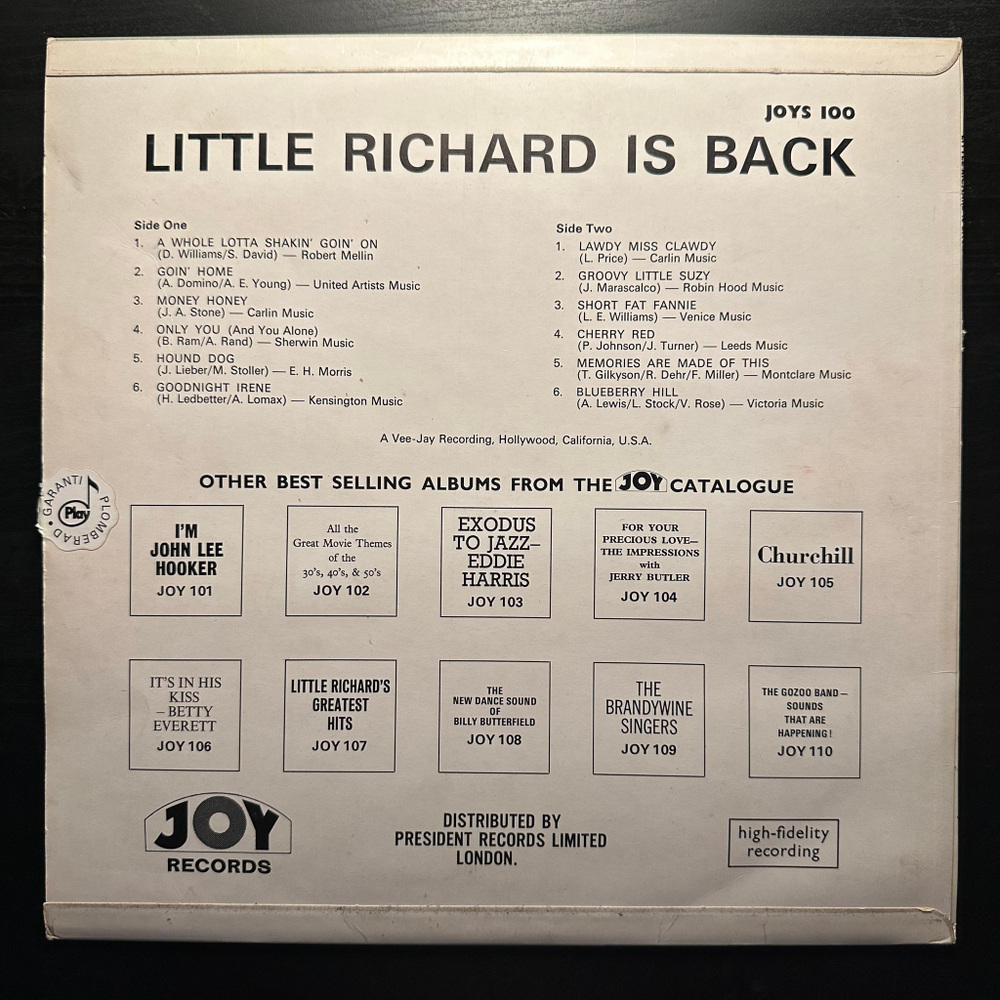 JOYS 100
LITTLE RICHARD IS BACK
Side One
1. A WHOLE LOTTA SHAKIN' GOIN' ON
(D. Williams/S. David) — Robert Mellin
2. GOIN' HOME
(A. Domino/A. E. Young) — United Artists Music
3. MONEY HONEY
(J. A. Stone) — Carlin Music
4. ONLY YOU (And You Alone)
(B. Ram/A. Rand) — Sherwin Music
5. HOUND DOG
(J. Lieber/M. Stoller) — E. H. Morris
6. GOODNIGHT IRENE
(H. Ledbetter/A. Lomax) — Kensington Music
Side Two
1. LAWDY MISS CLAWDY
(L. Price) — Carlin Music
2. GROOVY LITTLE SUZY
(J. Marascalco) — Robin Hood Music
3. SHORT FAT FANNIE
(L. E. Williams) — Venice Music
4. CHERRY RED
(P. Johnson/J. Turner) — Leeds Music
5. MEMORIES ARE MADE OF THIS
(T. Gilkyson/R. Dehr/F. Miller) — Montclare Music
6. BLUEBERRY HILL
(A. Lewis/L. Stock/V. Rose) — Victoria Music
A Vee-Jay Recording, Hollywood, California, U.S.A.
OTHER BEST SELLING ALBUMS FROM THE JOY CATALOGUE
GARANTI PLOMBERAD
Play
I'M
JOHN LEE
HOOKER
JOY 101
All the
Great Movie Themes
of the
30's, 40's, & 50's
JOY 102
EXODUS
TO JAZZ—
EDDIE
HARRIS
JOY 103
FOR YOUR
PRECIOUS LOVE—
THE IMPRESSIONS
with
JERRY BUTLER
JOY 104
Churchill
JOY 105
IT'S IN HIS
KISS
– BETTY
EVERETT
JOY 106
LITTLE RICHARD'S
GREATEST
HITS
JOY 107
THE
NEW DANCE SOUND
OF
BILLY BUTTERFIELD
JOY 108
THE
BRANDYWINE
SINGERS
JOY 109
THE GOZOO BAND —
SOUNDS
THAT ARE
HAPPENING!
JOY 110
JOY
RECORDS
DISTRIBUTED BY
PRESIDENT RECORDS LIMITED
LONDON.
high-fidelity
recording